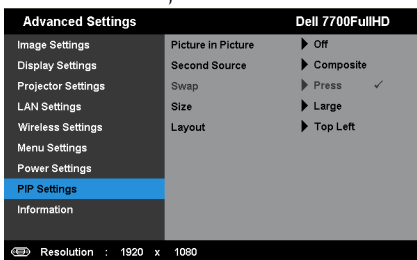 Advanced Settings Dell 7700FullHD
Image Settings Picture in Picture Off
Display Settings Second Source Composite
Projector Settings Swap Press
LAN Settings Size Large
Wireless Settings Layout Top Left
Menu Settings
Power Settings
PIP Settings
Information
Resolution : 1920 x 1080